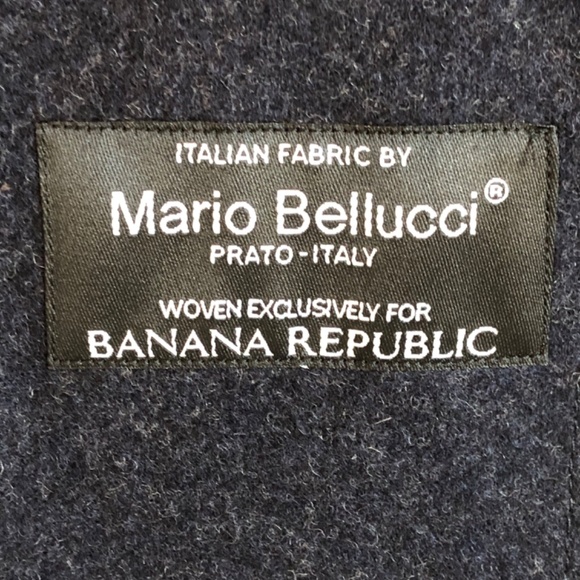 ITALIAN FABRIC BY
Mario Bellucci®
PRATO-ITALY
WOVEN EXCLUSIVELY FOR
BANANA REPUBLIC